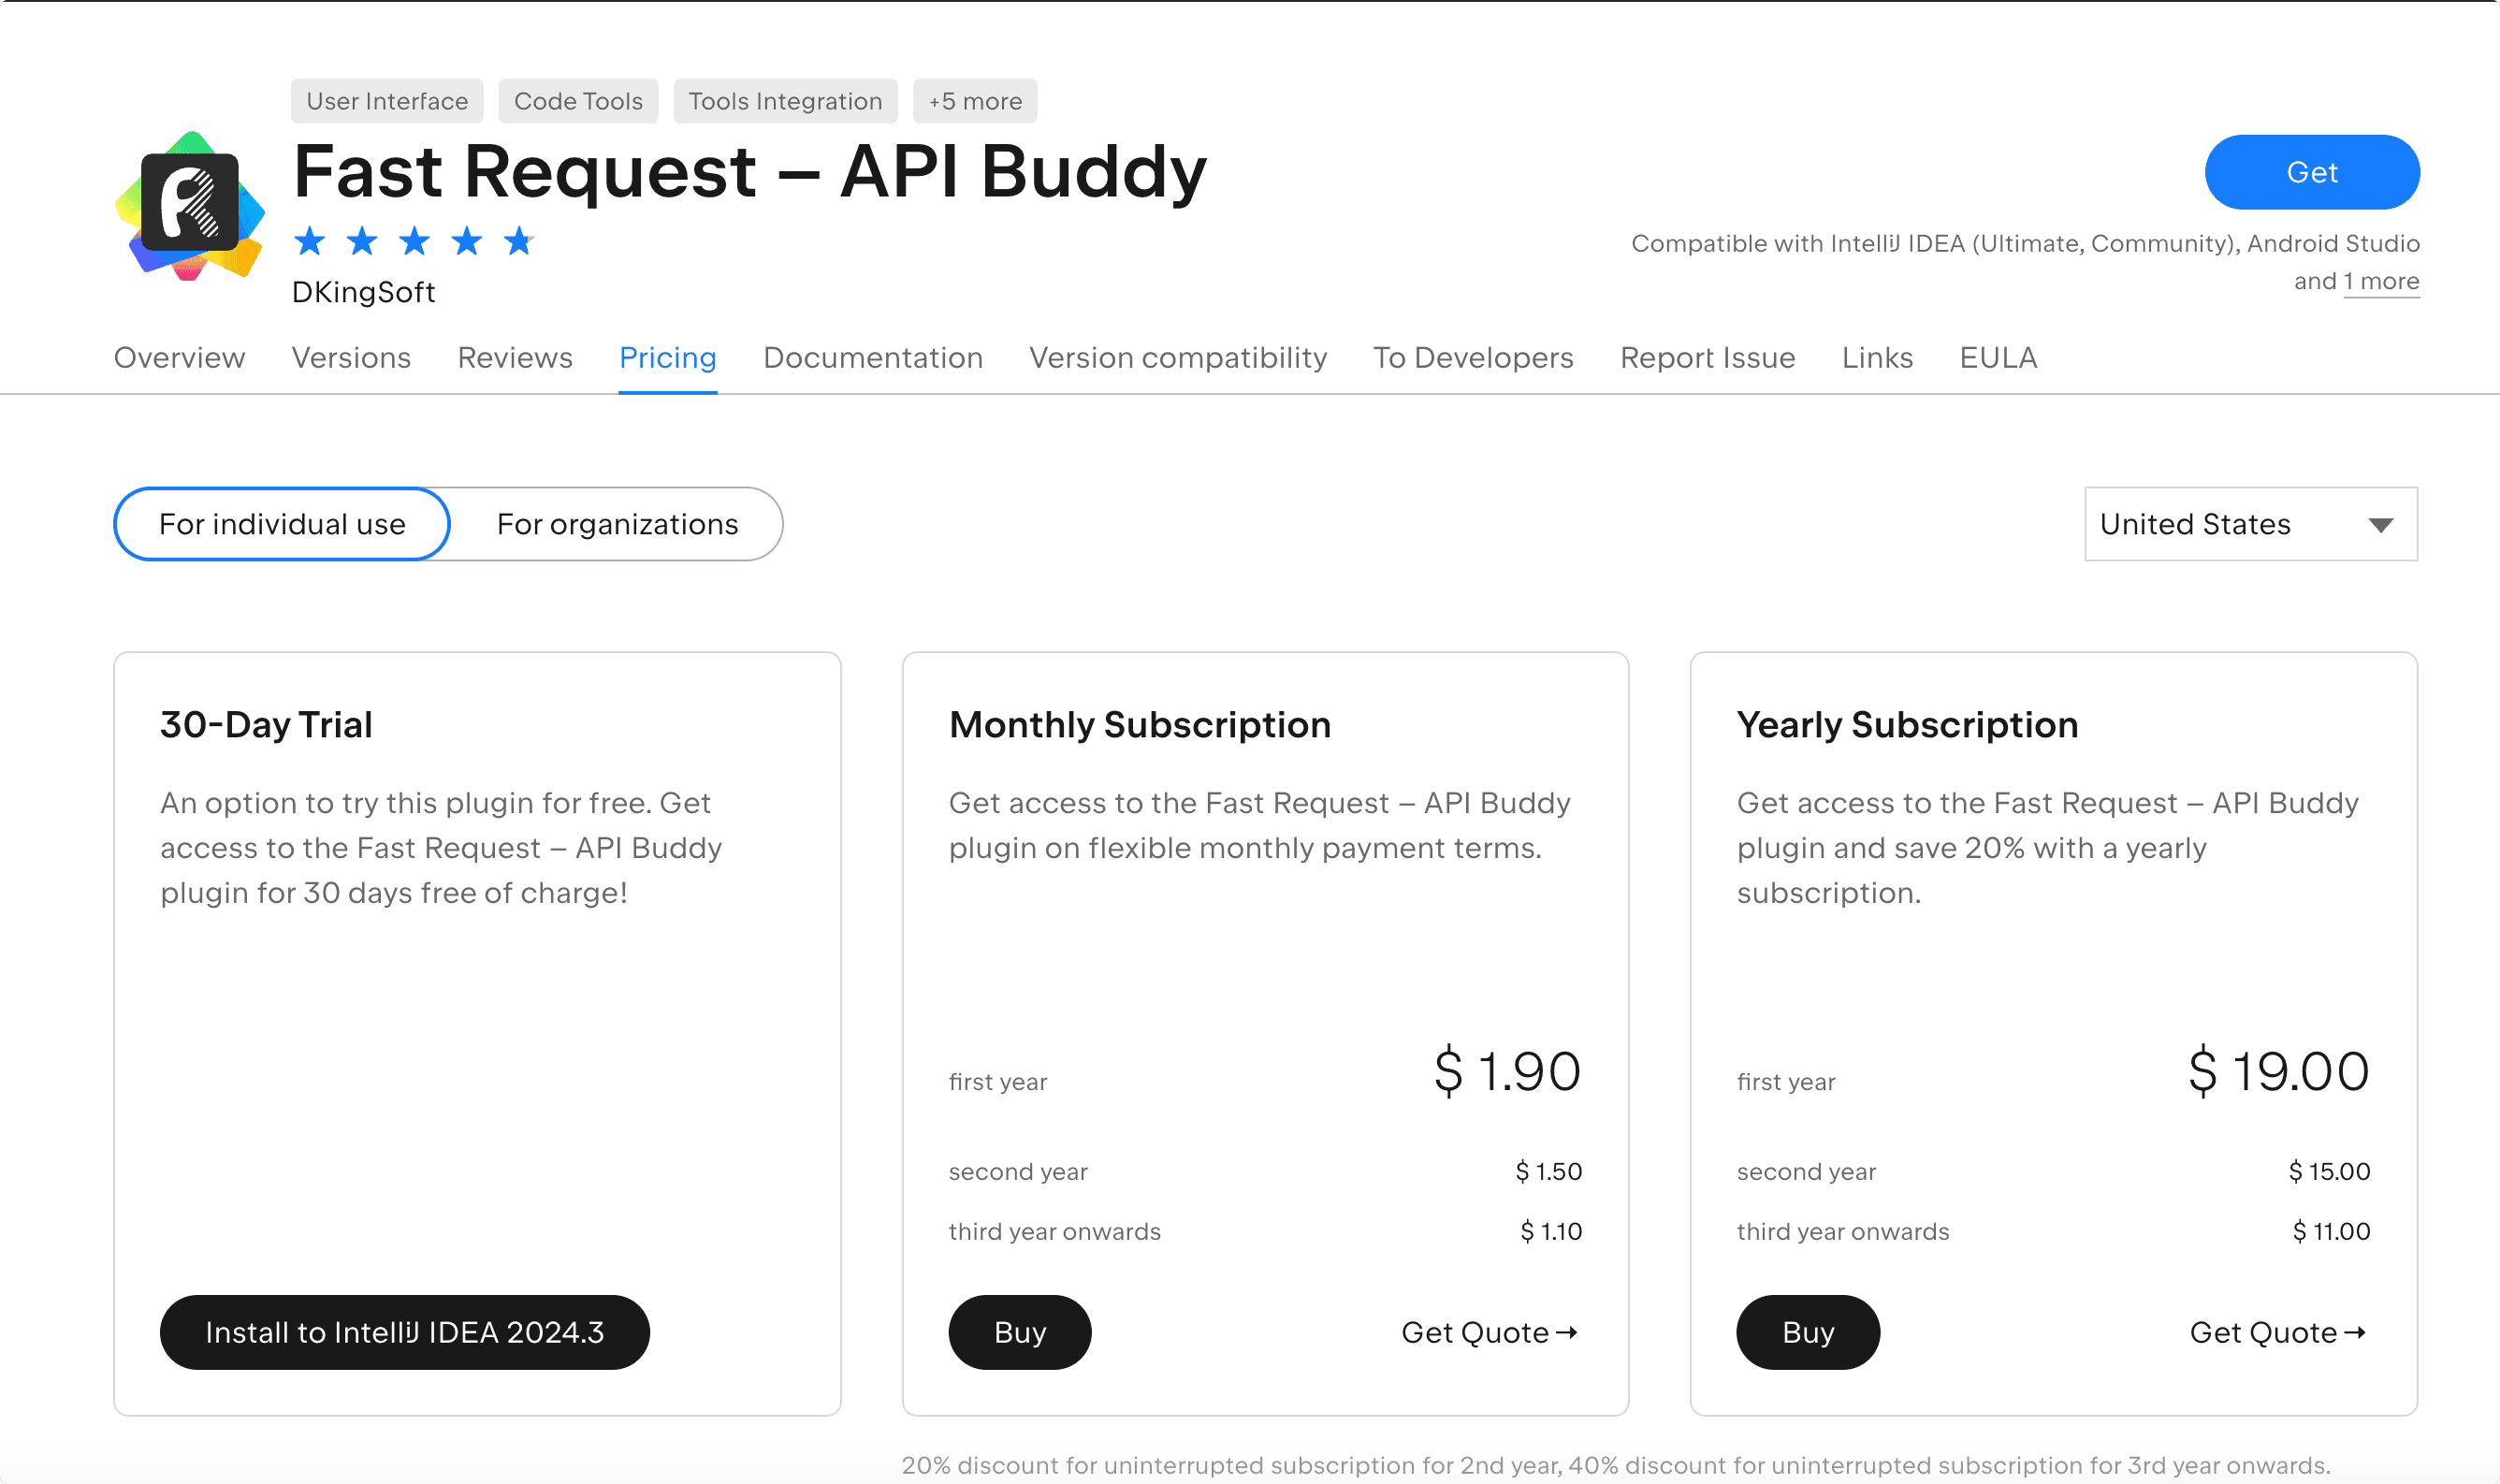 User Interface
Code Tools
Tools Integration
+5 more
Fast Request – API Buddy
DKingSoft
Get
Compatible with IntelliJ IDEA (Ultimate, Community), Android Studio
and 1 more
Overview
Versions
Reviews
Pricing
Documentation
Version compatibility
To Developers
Report Issue
Links
EULA
For individual use
For organizations
United States
30-Day Trial
An option to try this plugin for free. Get
access to the Fast Request – API Buddy
plugin for 30 days free of charge!
Install to IntelliJ IDEA 2024.3
Monthly Subscription
Get access to the Fast Request – API Buddy
plugin on flexible monthly payment terms.
first year $ 1.90
second year $ 1.50
third year onwards $ 1.10
Buy
Get Quote →
Yearly Subscription
Get access to the Fast Request – API Buddy
plugin and save 20% with a yearly
subscription.
first year $ 19.00
second year $ 15.00
third year onwards $ 11.00
Buy
Get Quote →
20% discount for uninterrupted subscription for 2nd year, 40% discount for uninterrupted subscription for 3rd year onwards.